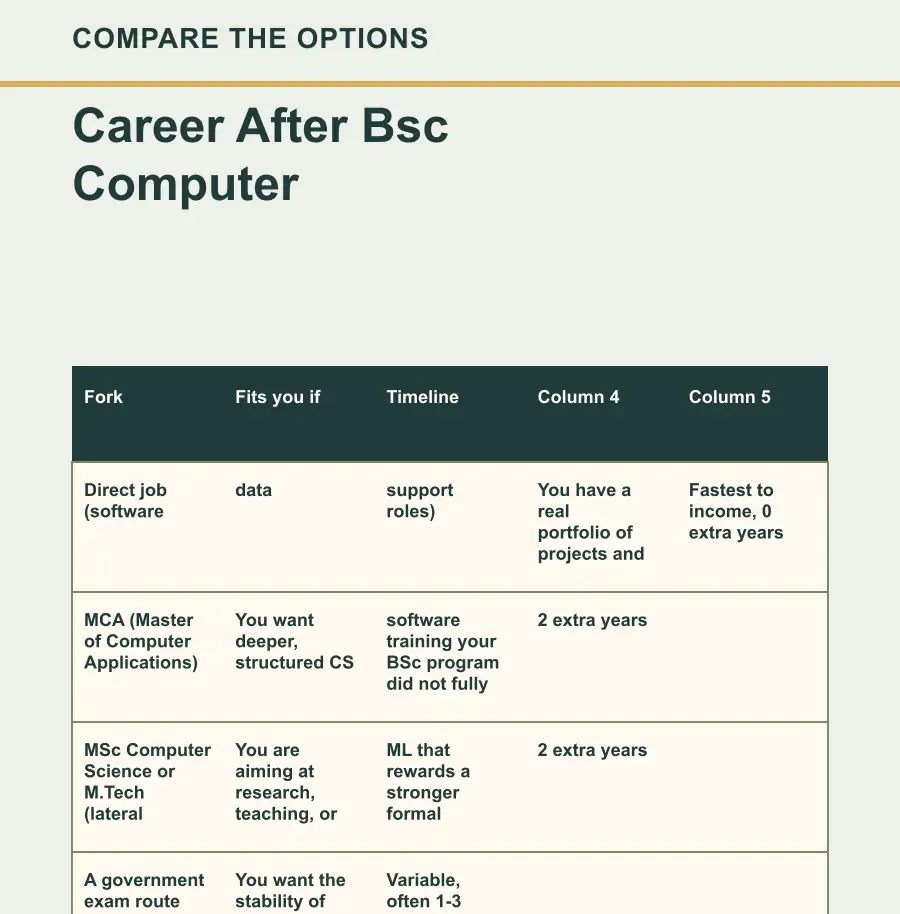 COMPARE THE OPTIONS
Career After Bsc
Computer
Fork
Fits you if
Timeline
Column 4
Column 5
Direct job
(software
data
support
roles)
You have a
real
portfolio of
projects and
Fastest to
income, 0
extra years
MCA (Master
of Computer
Applications)
You want
deeper,
structured CS
software
training your
BSc program
did not fully
2 extra years
MSc Computer
Science or
M.Tech
(lateral
You are
aiming at
research,
teaching, or
ML that
rewards a
stronger
formal
2 extra years
A government
exam route
You want the
stability of
Variable,
often 1-3